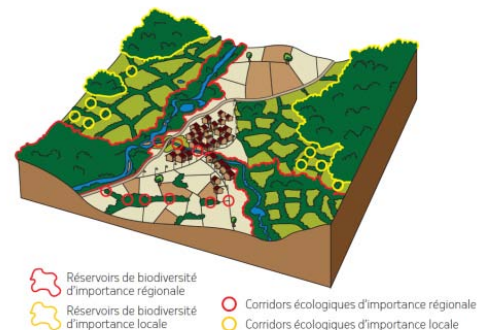 Réservoirs de biodiversité
d'importance régionale
Réservoirs de biodiversité
d'importance locale
Corridors écologiques d'importance régionale
Corridors écologiques d'importance locale